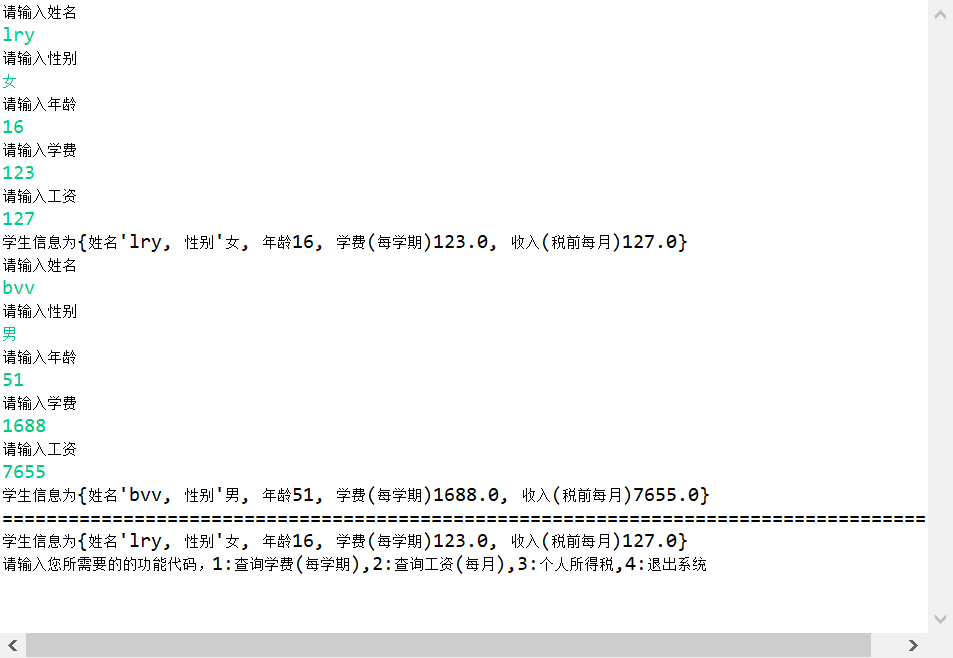 请输入姓名
lry
请输入性别
女
请输入年龄
16
请输入学费
123
请输入工资
127
学生信息为{姓名'lry, 性别'女, 年龄16, 学费(每学期)123.0, 收入(税前每月)127.0}
请输入姓名
bvv
请输入性别
男
请输入年龄
51
请输入学费
1688
请输入工资
7655
学生信息为{姓名'bvv, 性别'男, 年龄51, 学费(每学期)1688.0, 收入(税前每月)7655.0}
====================================================================================
学生信息为{姓名'lry, 性别'女, 年龄16, 学费(每学期)123.0, 收入(税前每月)127.0}
请输入您所需要的的功能代码，1:查询学费(每学期),2:查询工资(每月),3:个人所得税,4:退出系统